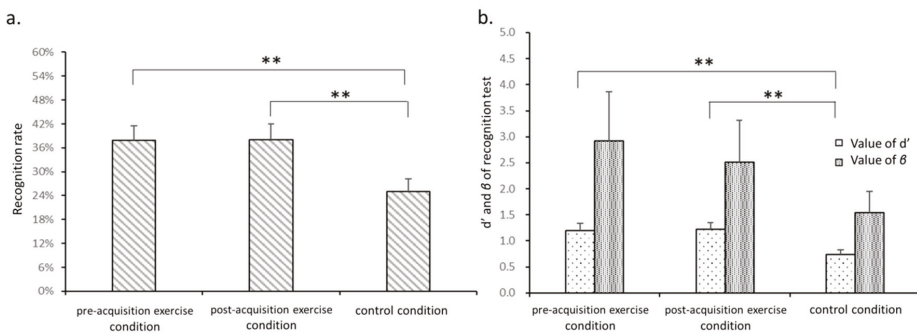 a.
60%
54%
48%
42%
36%
30%
24%
18%
12%
6%
0%
Recognition rate
**
**
pre-acquisition exercise
condition
post-acquisition exercise
condition
control condition
b.
5.0
4.5
4.0
3.5
3.0
2.5
2.0
1.5
1.0
0.5
0.0
d' and β of recognition test
**
**
Value of d'
Value of β
pre-acquisition exercise
condition
post-acquisition exercise
condition
control condition